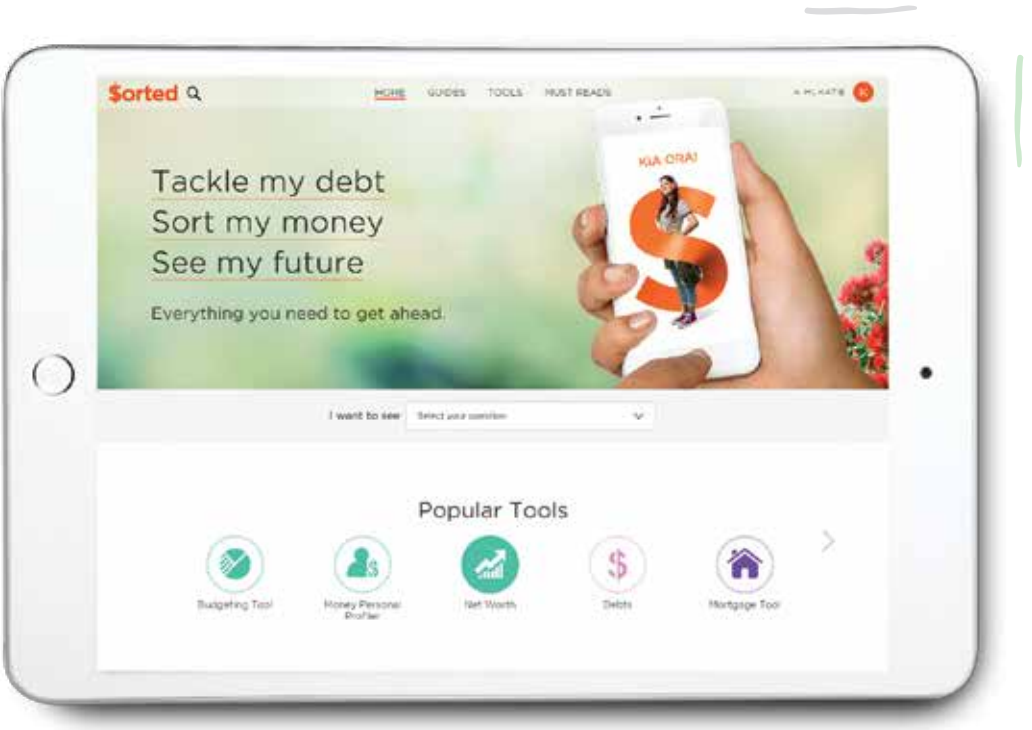 $orted
HOME GUIDES TOOLS MUST READS
KIA ORA!
Tackle my debt
Sort my money
See my future
Everything you need to get ahead.
I want to see Select your question
Popular Tools
Budgeting Tool
Money Personal
Profiler
Net Worth
Debts
Mortgage Tool